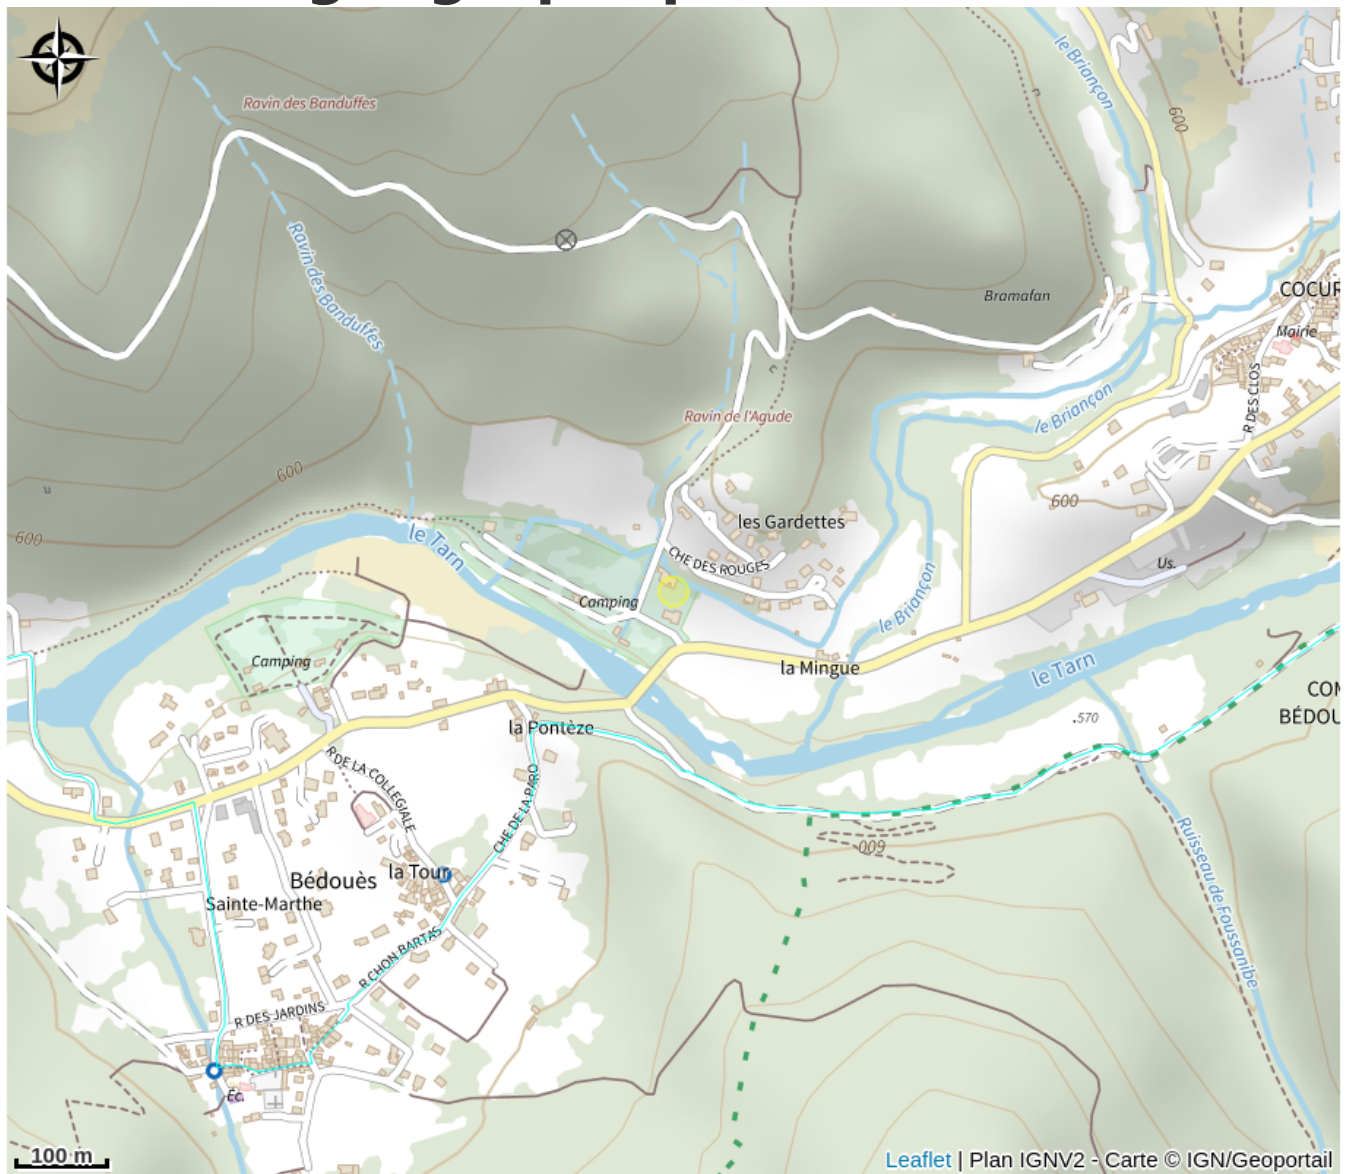 le Briançon
Ravin des Banduffes
600
Ravin des Banduffes
Bramafan
COCUR
Mairie
R DES CLOS
le Briançon
Ravin de l'Agude
600
600
600
les Gardettes
le Tarn
CHE DES ROUGES
Us.
Camping
le Briançon
Camping
la Mingue
le Tarn
COM
BÉDOU
.570
la Pontèze
R DE LA COLLEGIALE
CHE DE LA PARO
009
Ruisseau de Foussanibe
la Tour
Bédouès
Sainte-Marthe
R CHON BARTAS
R DES JARDINS
Éc.
100 m
Leaflet | Plan IGNV2 - Carte © IGN/Geoportail